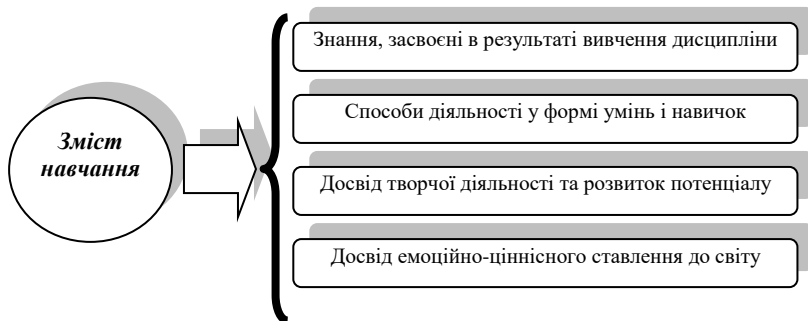 Зміст
навчання
Знання, засвоєні в результаті вивчення дисципліни
Способи діяльності у формі умінь і навичок
Досвід творчої діяльності та розвиток потенціалу
Досвід емоційно-ціннісного ставлення до світу